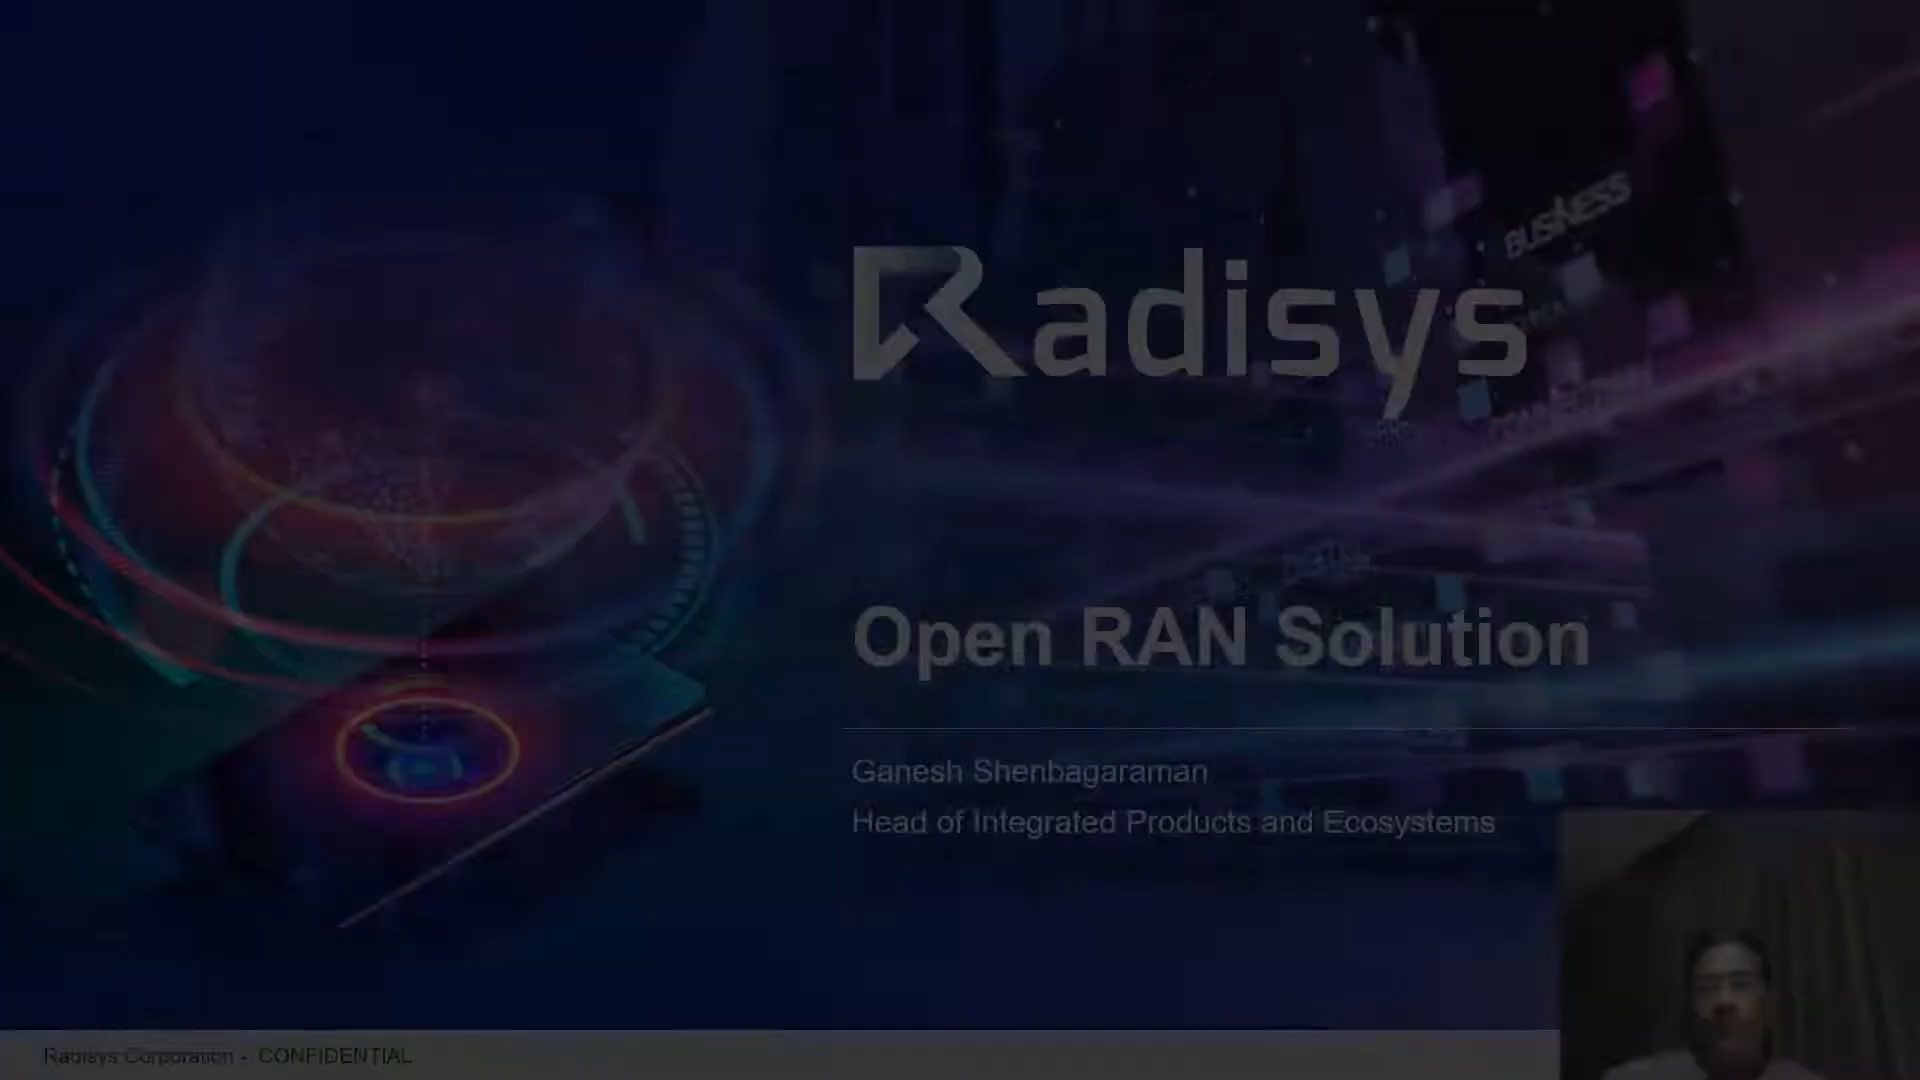 BUSINESS
Radisys
Open RAN Solution
Ganesh Shenbagaraman
Head of Integrated Products and Ecosystems
Radisys Corporation - CONFIDENTIAL